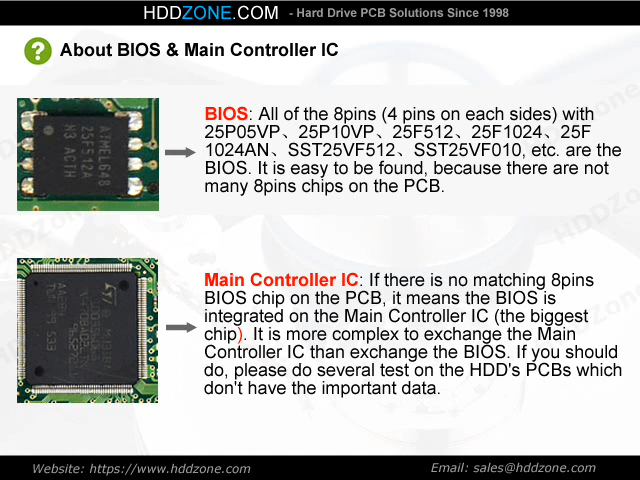 HDDZONE.COM - Hard Drive PCB Solutions Since 1998
? About BIOS & Main Controller IC
BIOS: All of the 8pins (4 pins on each sides) with
25P05VP、25P10VP、25F512、25F1024、25F
1024AN、SST25VF512、SST25VF010, etc. are the
BIOS. It is easy to be found, because there are not
many 8pins chips on the PCB.
ATMEL648
25F512A
N3 ACTH
Main Controller IC: If there is no matching 8pins
BIOS chip on the PCB, it means the BIOS is
integrated on the Main Controller IC (the biggest
chip). It is more complex to exchange the Main
Controller IC than exchange the BIOS. If you should
do, please do several test on the HDD's PCBs which
don't have the important data.
Website: https://www.hddzone.com Email: sales@hddzone.com